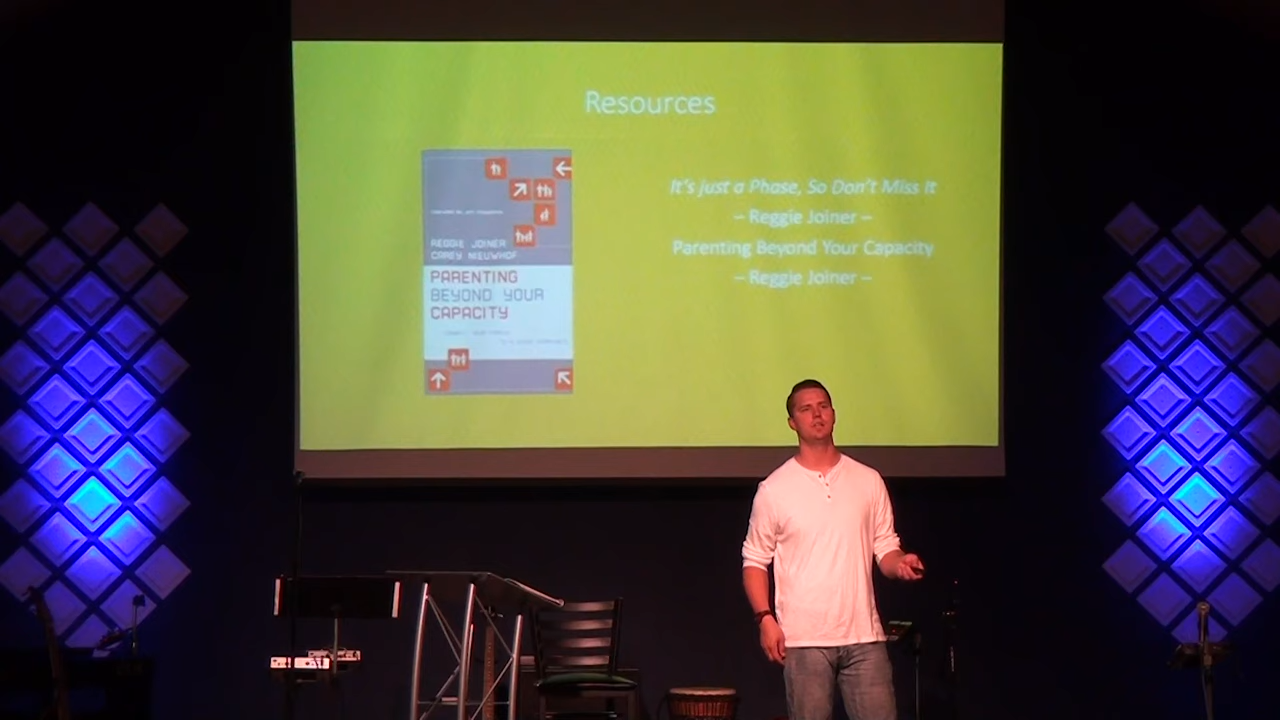 Resources
It's just a Phase, So Don't Miss It
– Reggie Joiner –
Parenting Beyond Your Capacity
– Reggie Joiner –
REGGIE JOINER
CAREY NIEUWHOF
PARENTING
BEYOND YOUR
CAPACITY